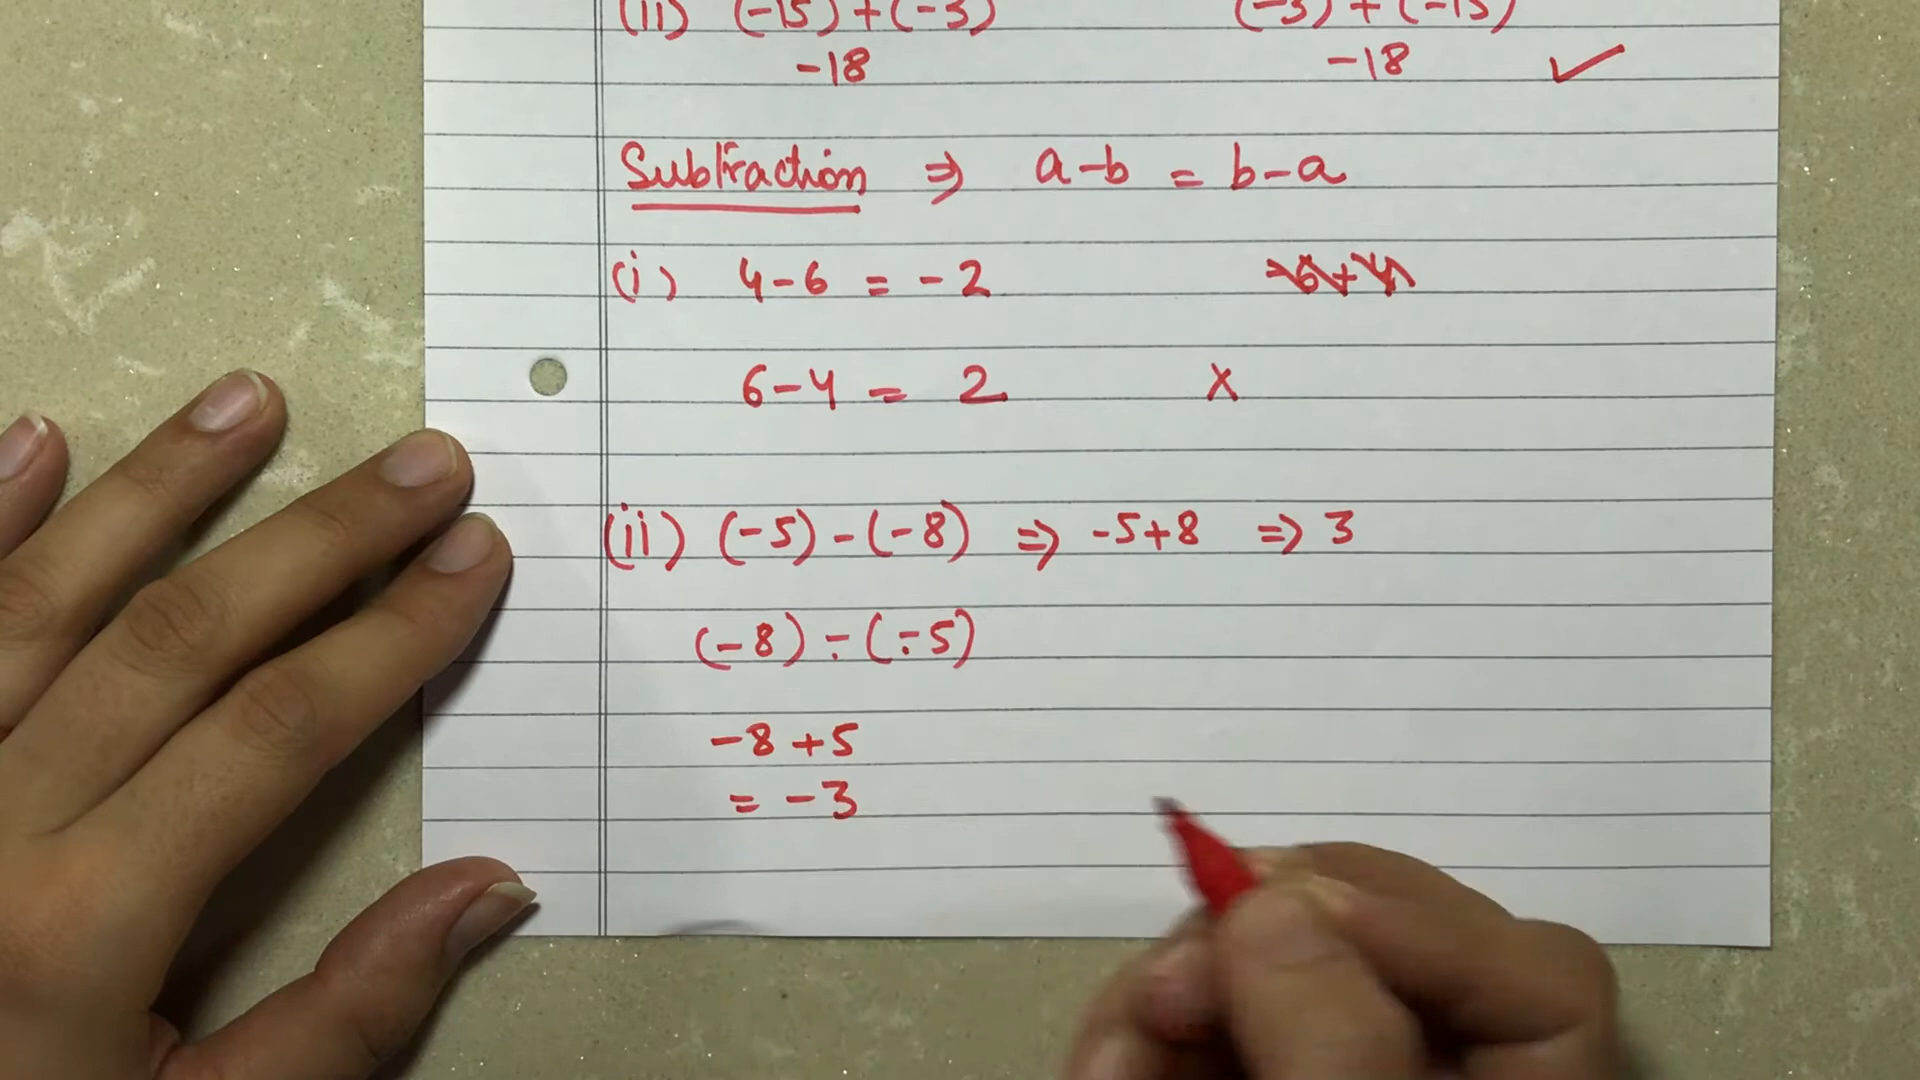 (ii) (-15) + (-3) (-3) + (-15)
-18 -18 ✓
Subtraction ⇒ a-b = b-a
(i) 4-6 = -2
6-4 = 2 X
(ii) (-5) - (-8) ⇒ -5+8 ⇒ 3
(-8) - (-5)
-8 +5
= -3